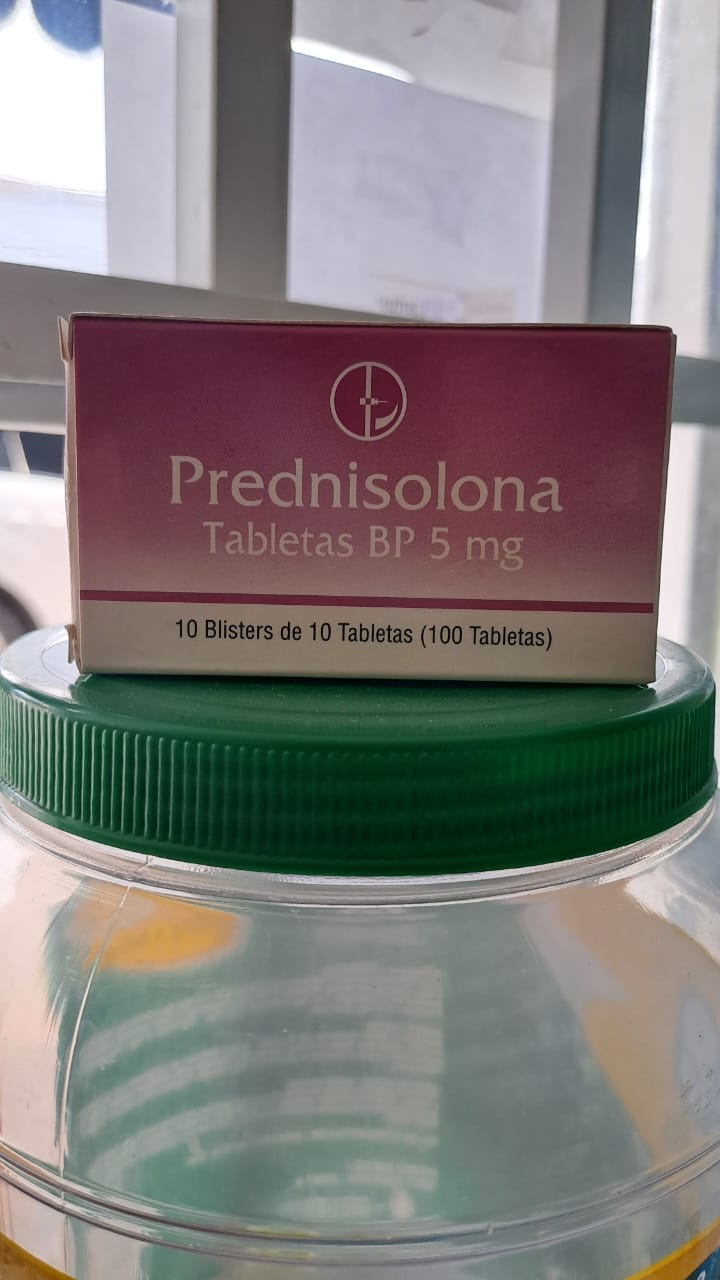 Prednisolona
Tabletas BP 5 mg
10 Blisters de 10 Tabletas (100 Tabletas)